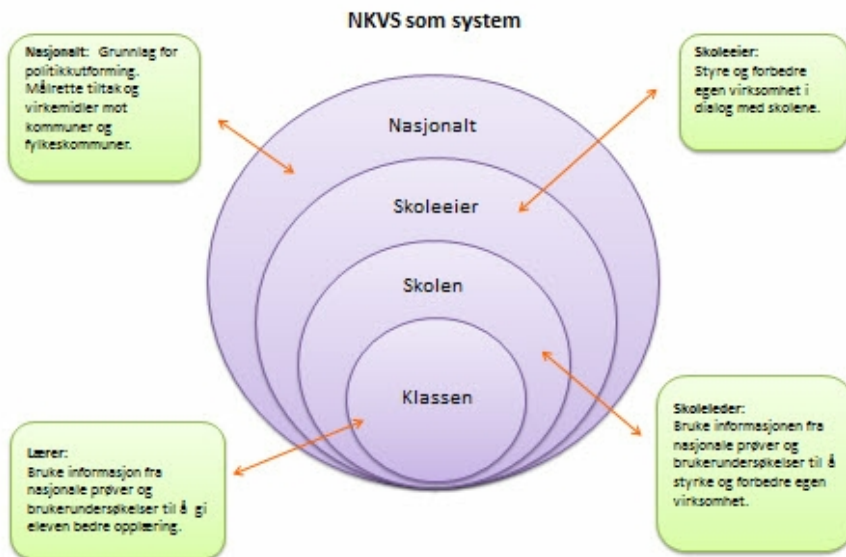 NKVS som system
Nasjonalt: Grunnlag for
politikkutforming.
Målrette tiltak og
virkemidler mot
kommuner og
fylkeskommuner.
Skoleeier:
Styre og forbedre
egen virksomhet i
dialog med skolene.
Nasjonalt
Skoleeier
Skolen
Klassen
Lærer:
Bruke informasjon fra
nasjonale prøver og
brukerundersøkelser til å gi
eleven bedre opplæring.
Skoleleder:
Bruke informasjonen fra
nasjonale prøver og
brukerundersøkelser til å
styrke og forbedre egen
virksomhet.